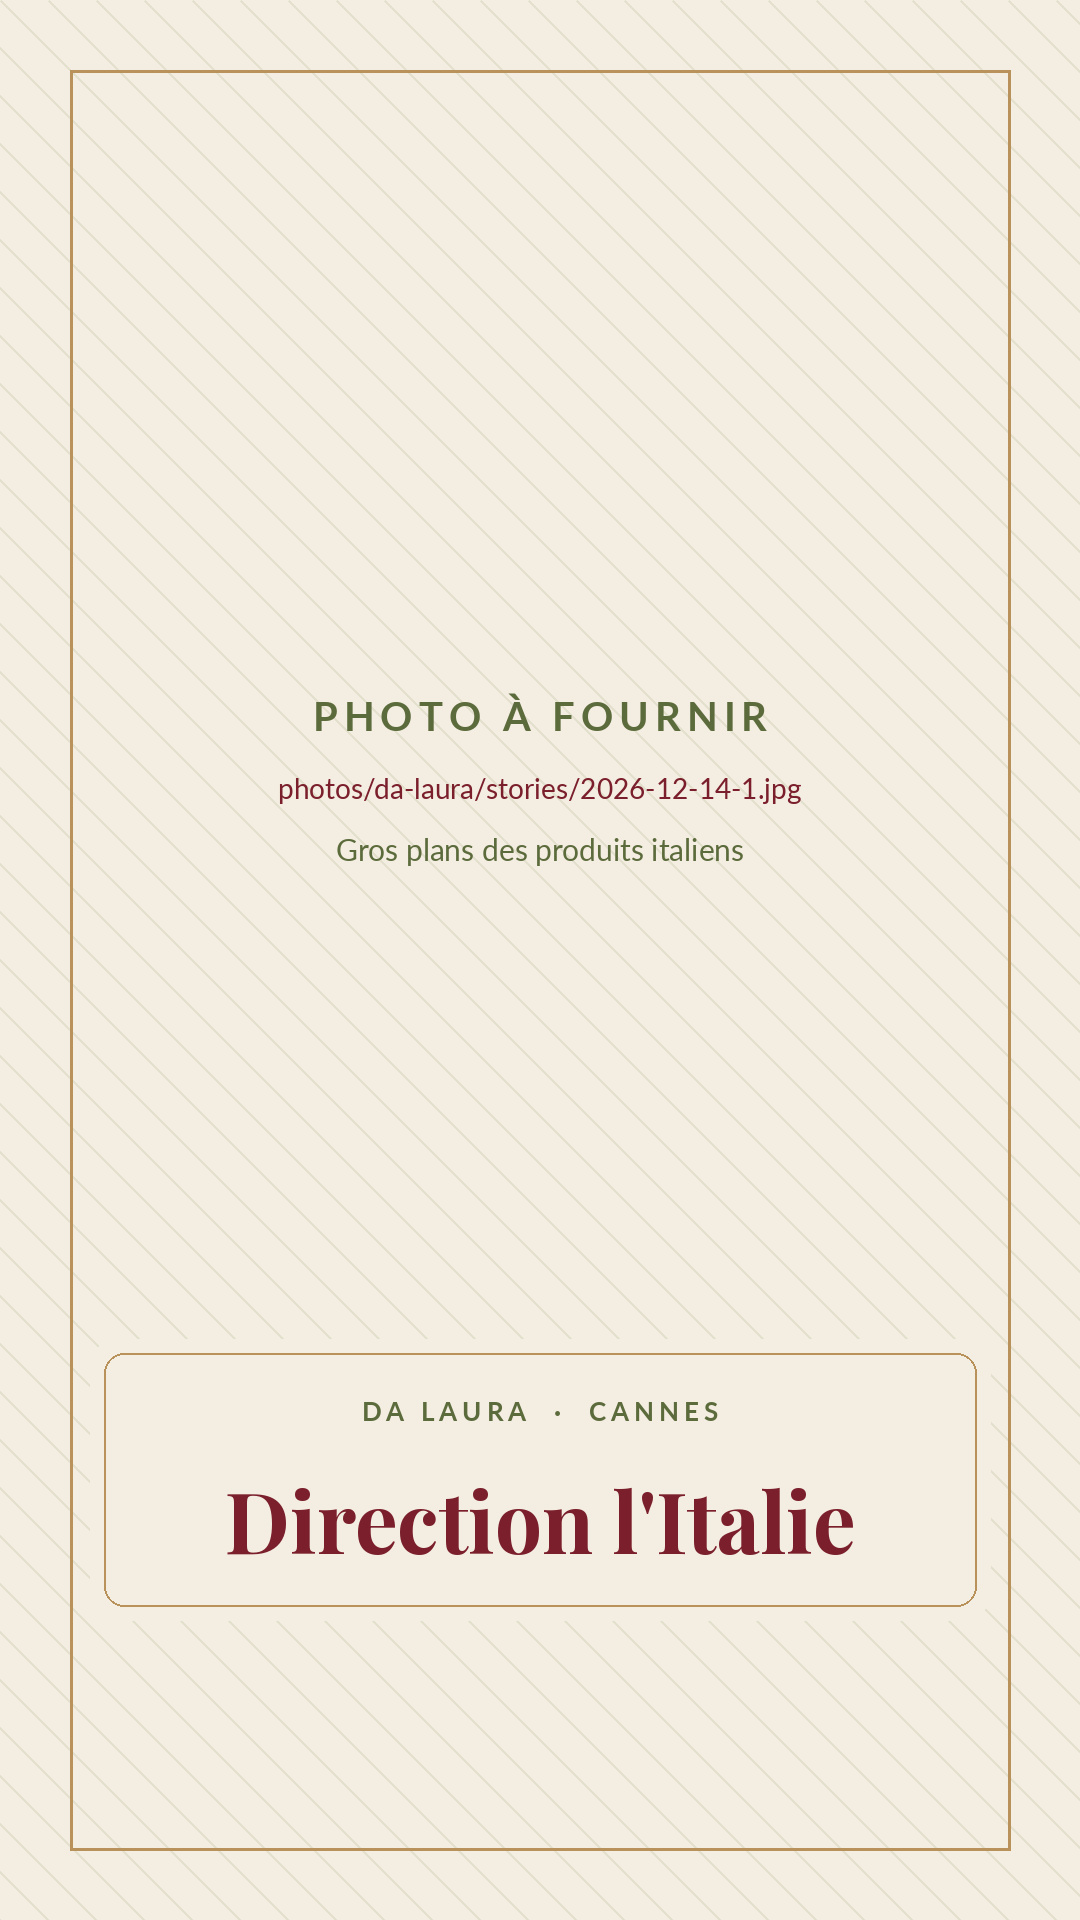 PHOTO À FOURNIR
photos/da-laura/stories/2026-12-14-1.jpg
Gros plans des produits italiens
DA LAURA · CANNES
Direction l'Italie